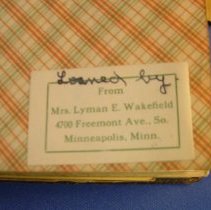 Loaned by.
From
Mrs. Lyman E. Wakefield
4700 Freemont Ave., So.
Minneapolis, Minn.